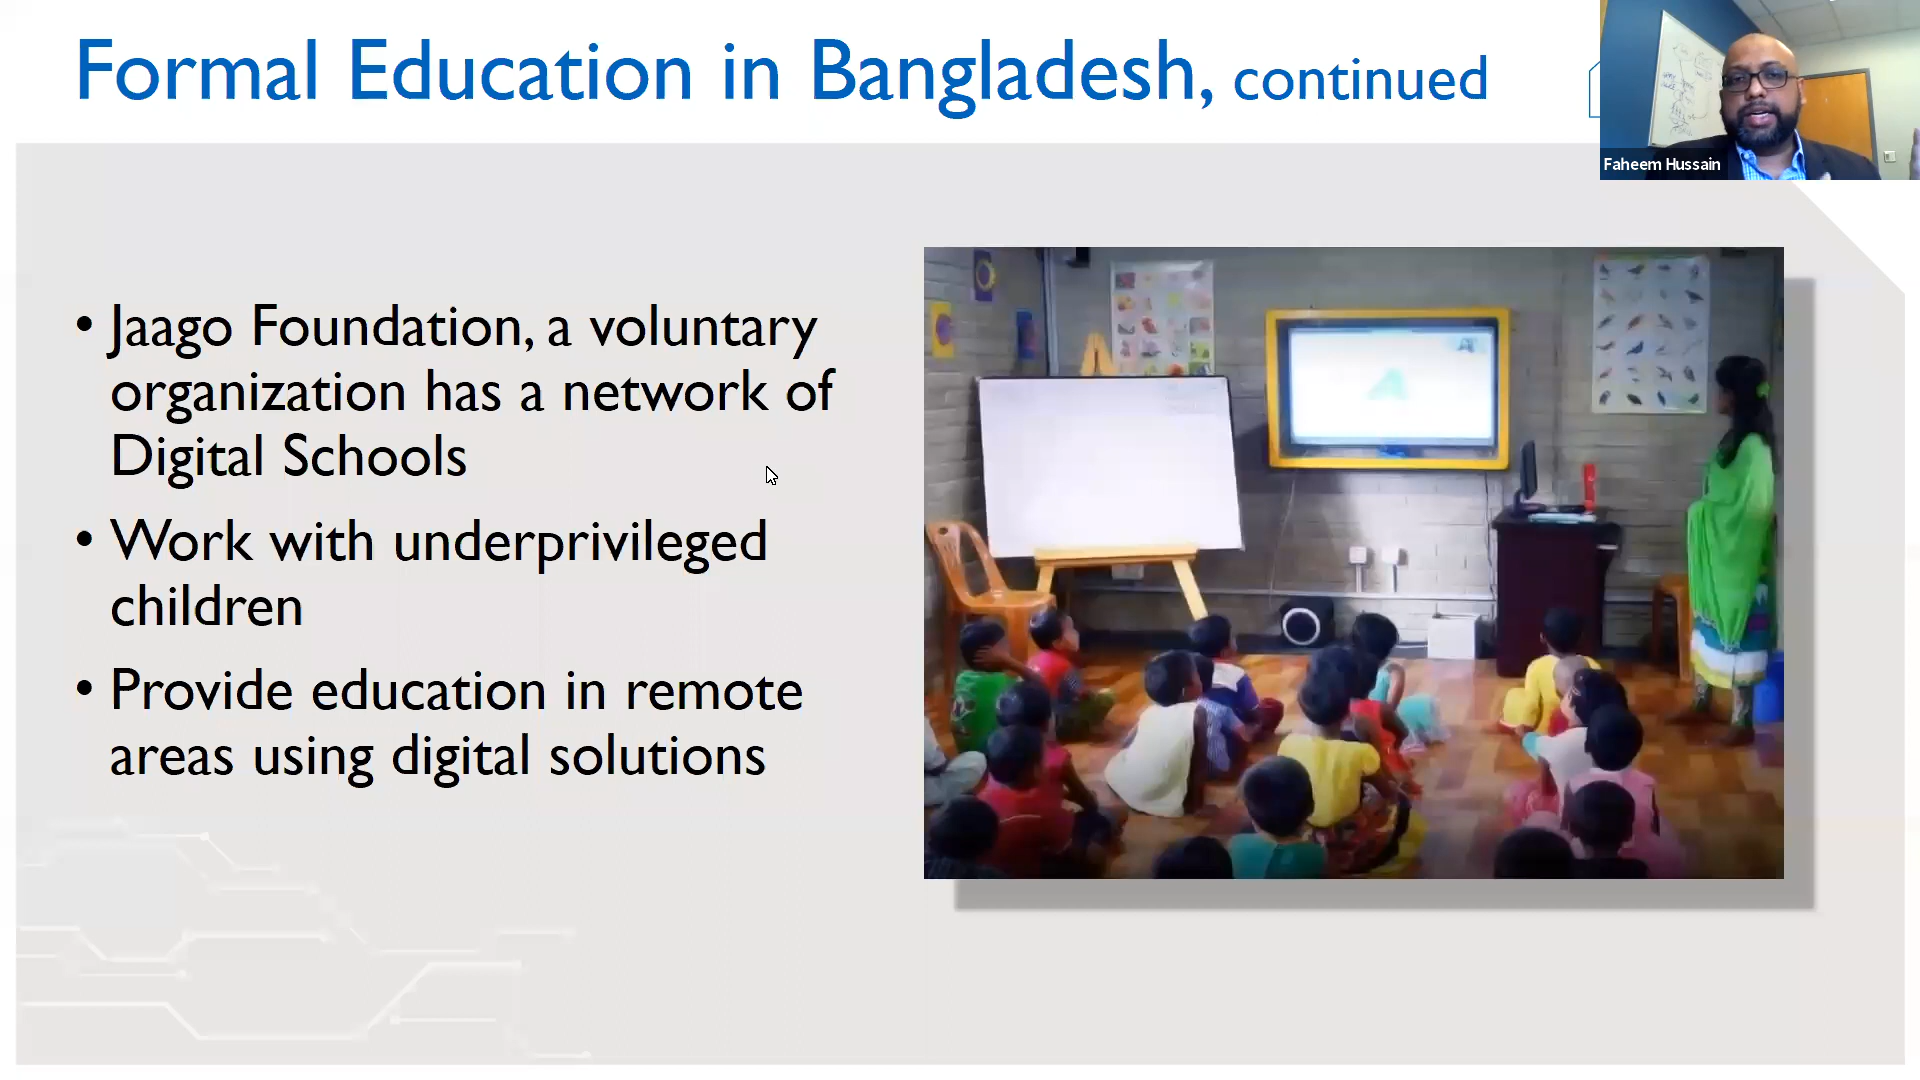 Formal Education in Bangladesh, continued
Faheem Hussain
• Jaago Foundation, a voluntary
organization has a network of
Digital Schools
• Work with underprivileged
children
• Provide education in remote
areas using digital solutions